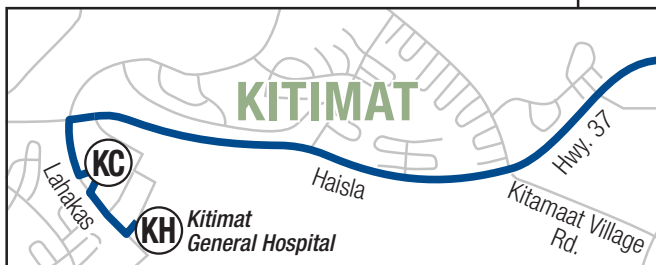 KITIMAT
Hwy. 37
KC
Haisla
Lahakas
Kitamaat Village
Rd.
KH
Kitimat
General Hospital